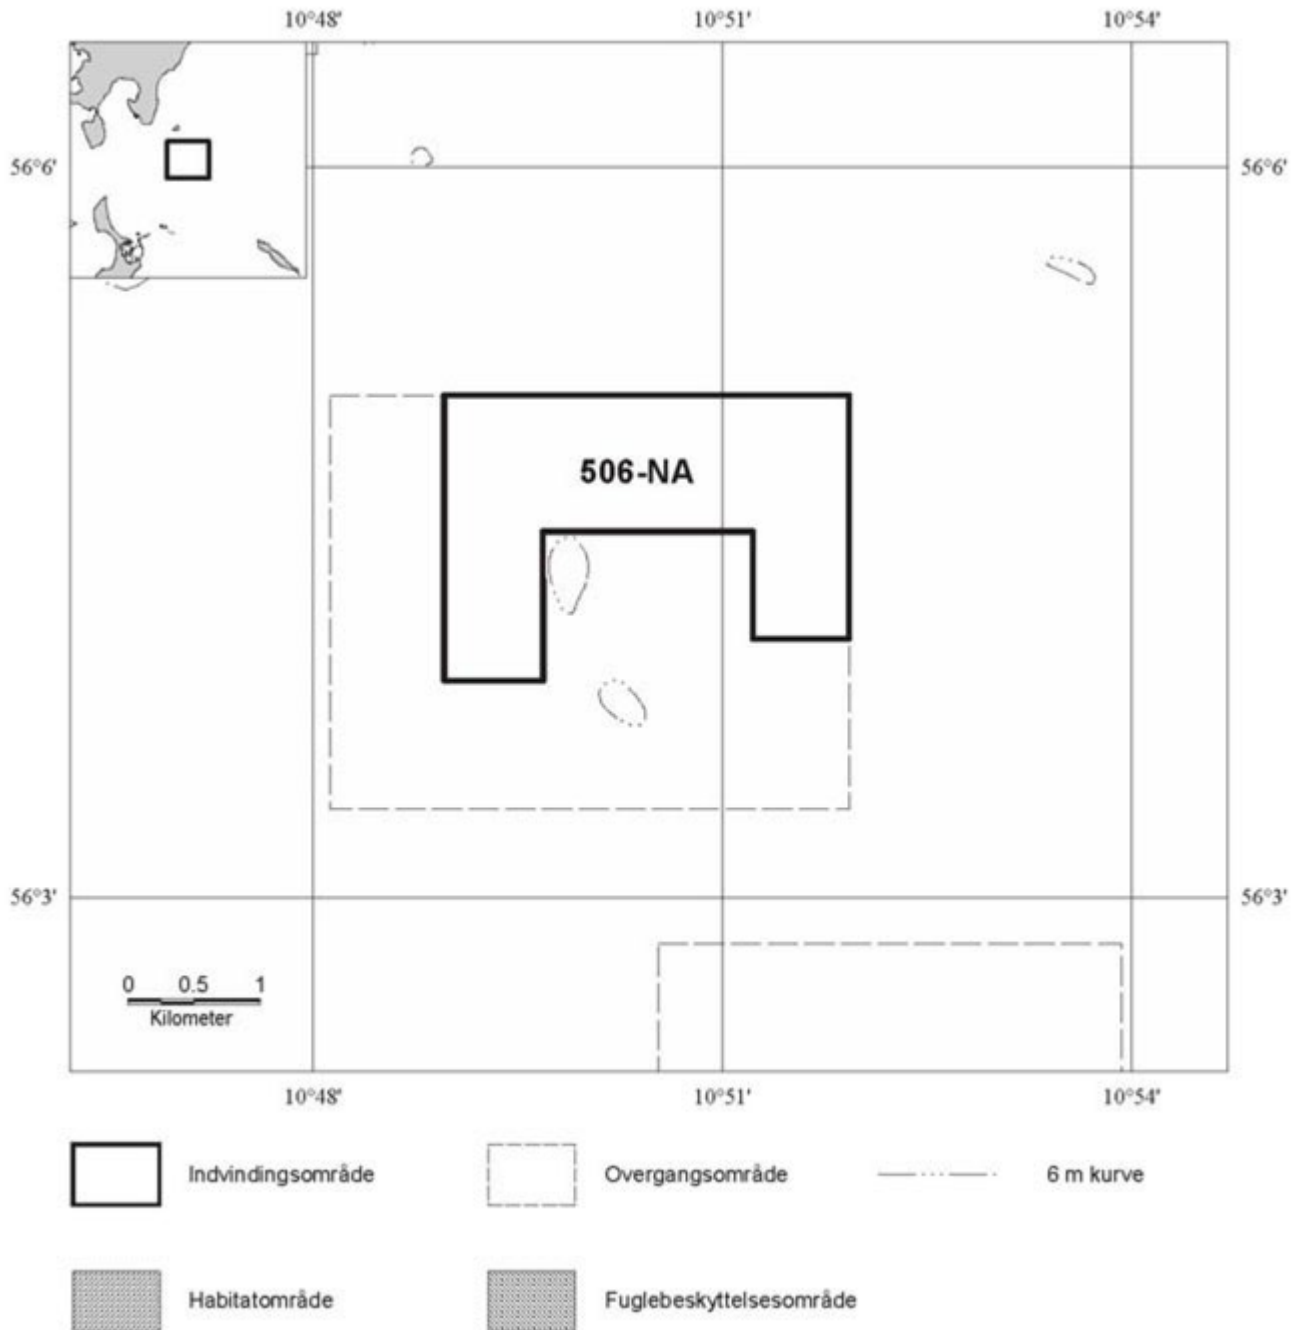 10°48' 10°51' 10°54'
56°6' 56°6'
506-NA
56°3' 56°3'
0 0.5 1
Kilometer
10°48' 10°51' 10°54'
Indvindingsområde Overgangsområde 6 m kurve
Habitatområde Fuglebeskyttelsesområde